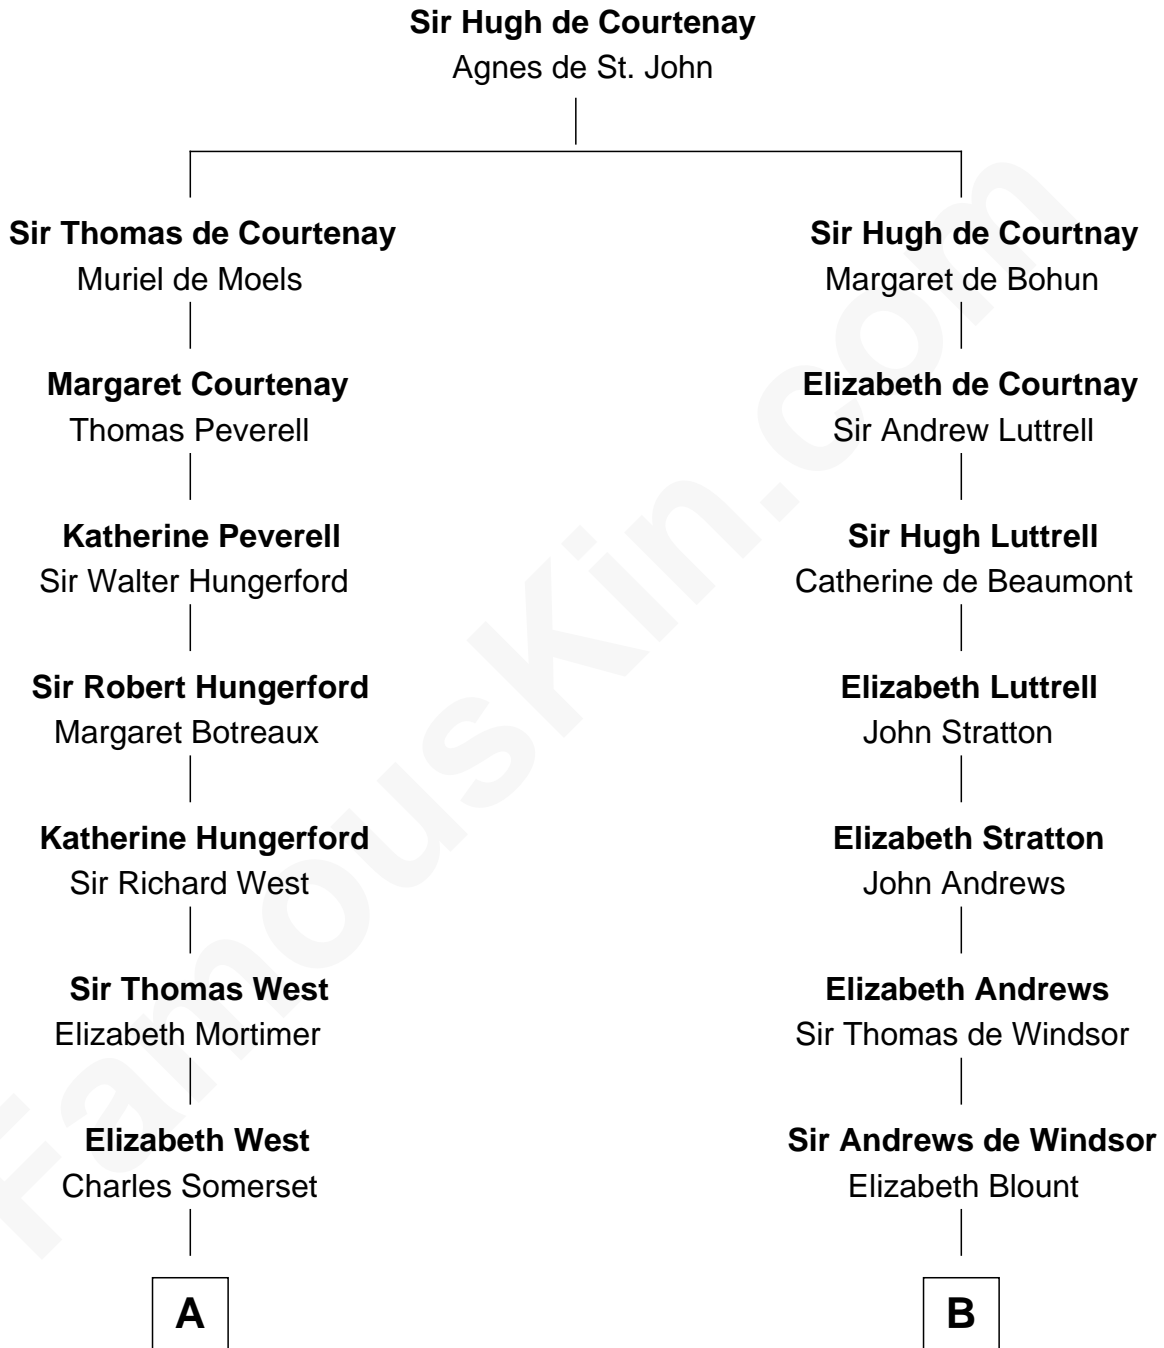 Sir Hugh de Courtenay
Agnes de St. John
Sir Thomas de Courtenay
Muriel de Moels
Sir Hugh de Courtnay
Margaret de Bohun
Margaret Courtenay
Thomas Peverell
Elizabeth de Courtnay
Sir Andrew Luttrell
Katherine Peverell
Sir Walter Hungerford
Sir Hugh Luttrell
Catherine de Beaumont
Sir Robert Hungerford
Margaret Botreaux
Elizabeth Luttrell
John Stratton
Katherine Hungerford
Sir Richard West
Elizabeth Stratton
John Andrews
Sir Thomas West
Elizabeth Mortimer
Elizabeth Andrews
Sir Thomas de Windsor
Elizabeth West
Charles Somerset
Sir Andrews de Windsor
Elizabeth Blount
A
B
FamousKin.com